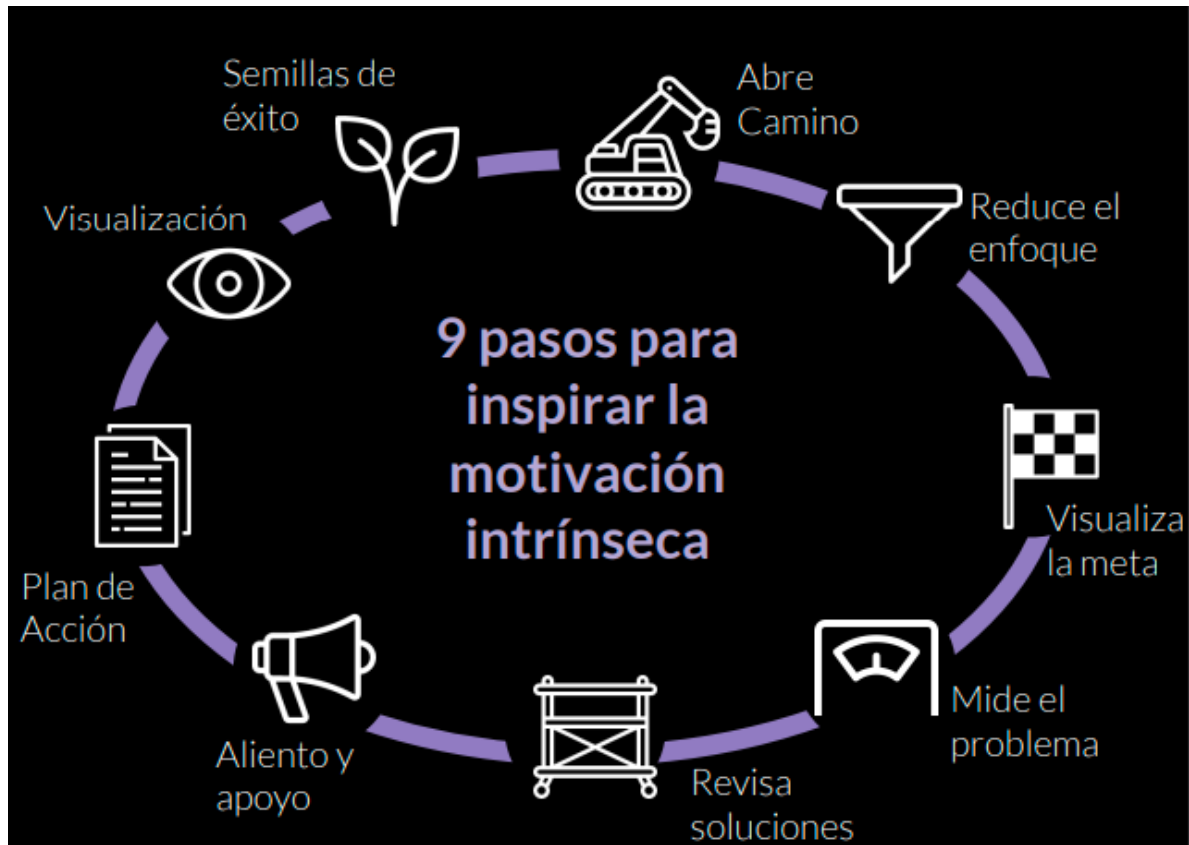 9 pasos para
inspirar la
motivación
intrínseca
Abre
Camino
Reduce el
enfoque
Visualiza
la meta
Mide el
problema
Revisa
soluciones
Aliento y
apoyo
Plan de
Acción
Visualización
Semillas de
éxito